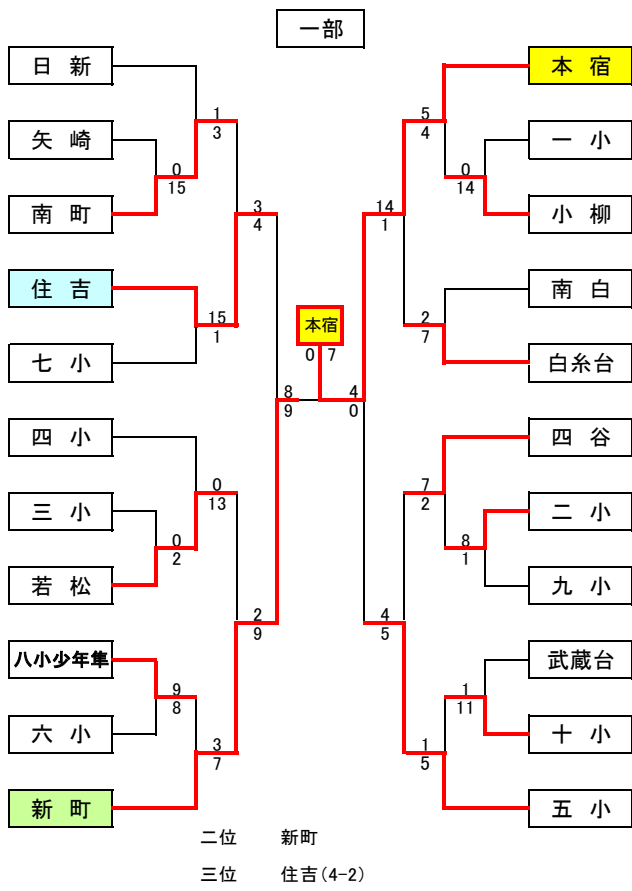 一部
日 新
本 宿
1
3
5
4
矢 崎
一 小
0
15
0
14
南 町
小 柳
3
4
14
1
住 吉
南 白
15
1
本宿
2
7
七 小
白糸台
0 7
8
9
4
0
四 小
四 谷
0
13
7
2
三 小
二 小
0
2
8
1
若 松
九 小
2
9
4
5
八小少年隼
武蔵台
9
8
1
11
六 小
十 小
3
7
1
5
新 町
五 小
二位 新町
三位 住吉(4-2)